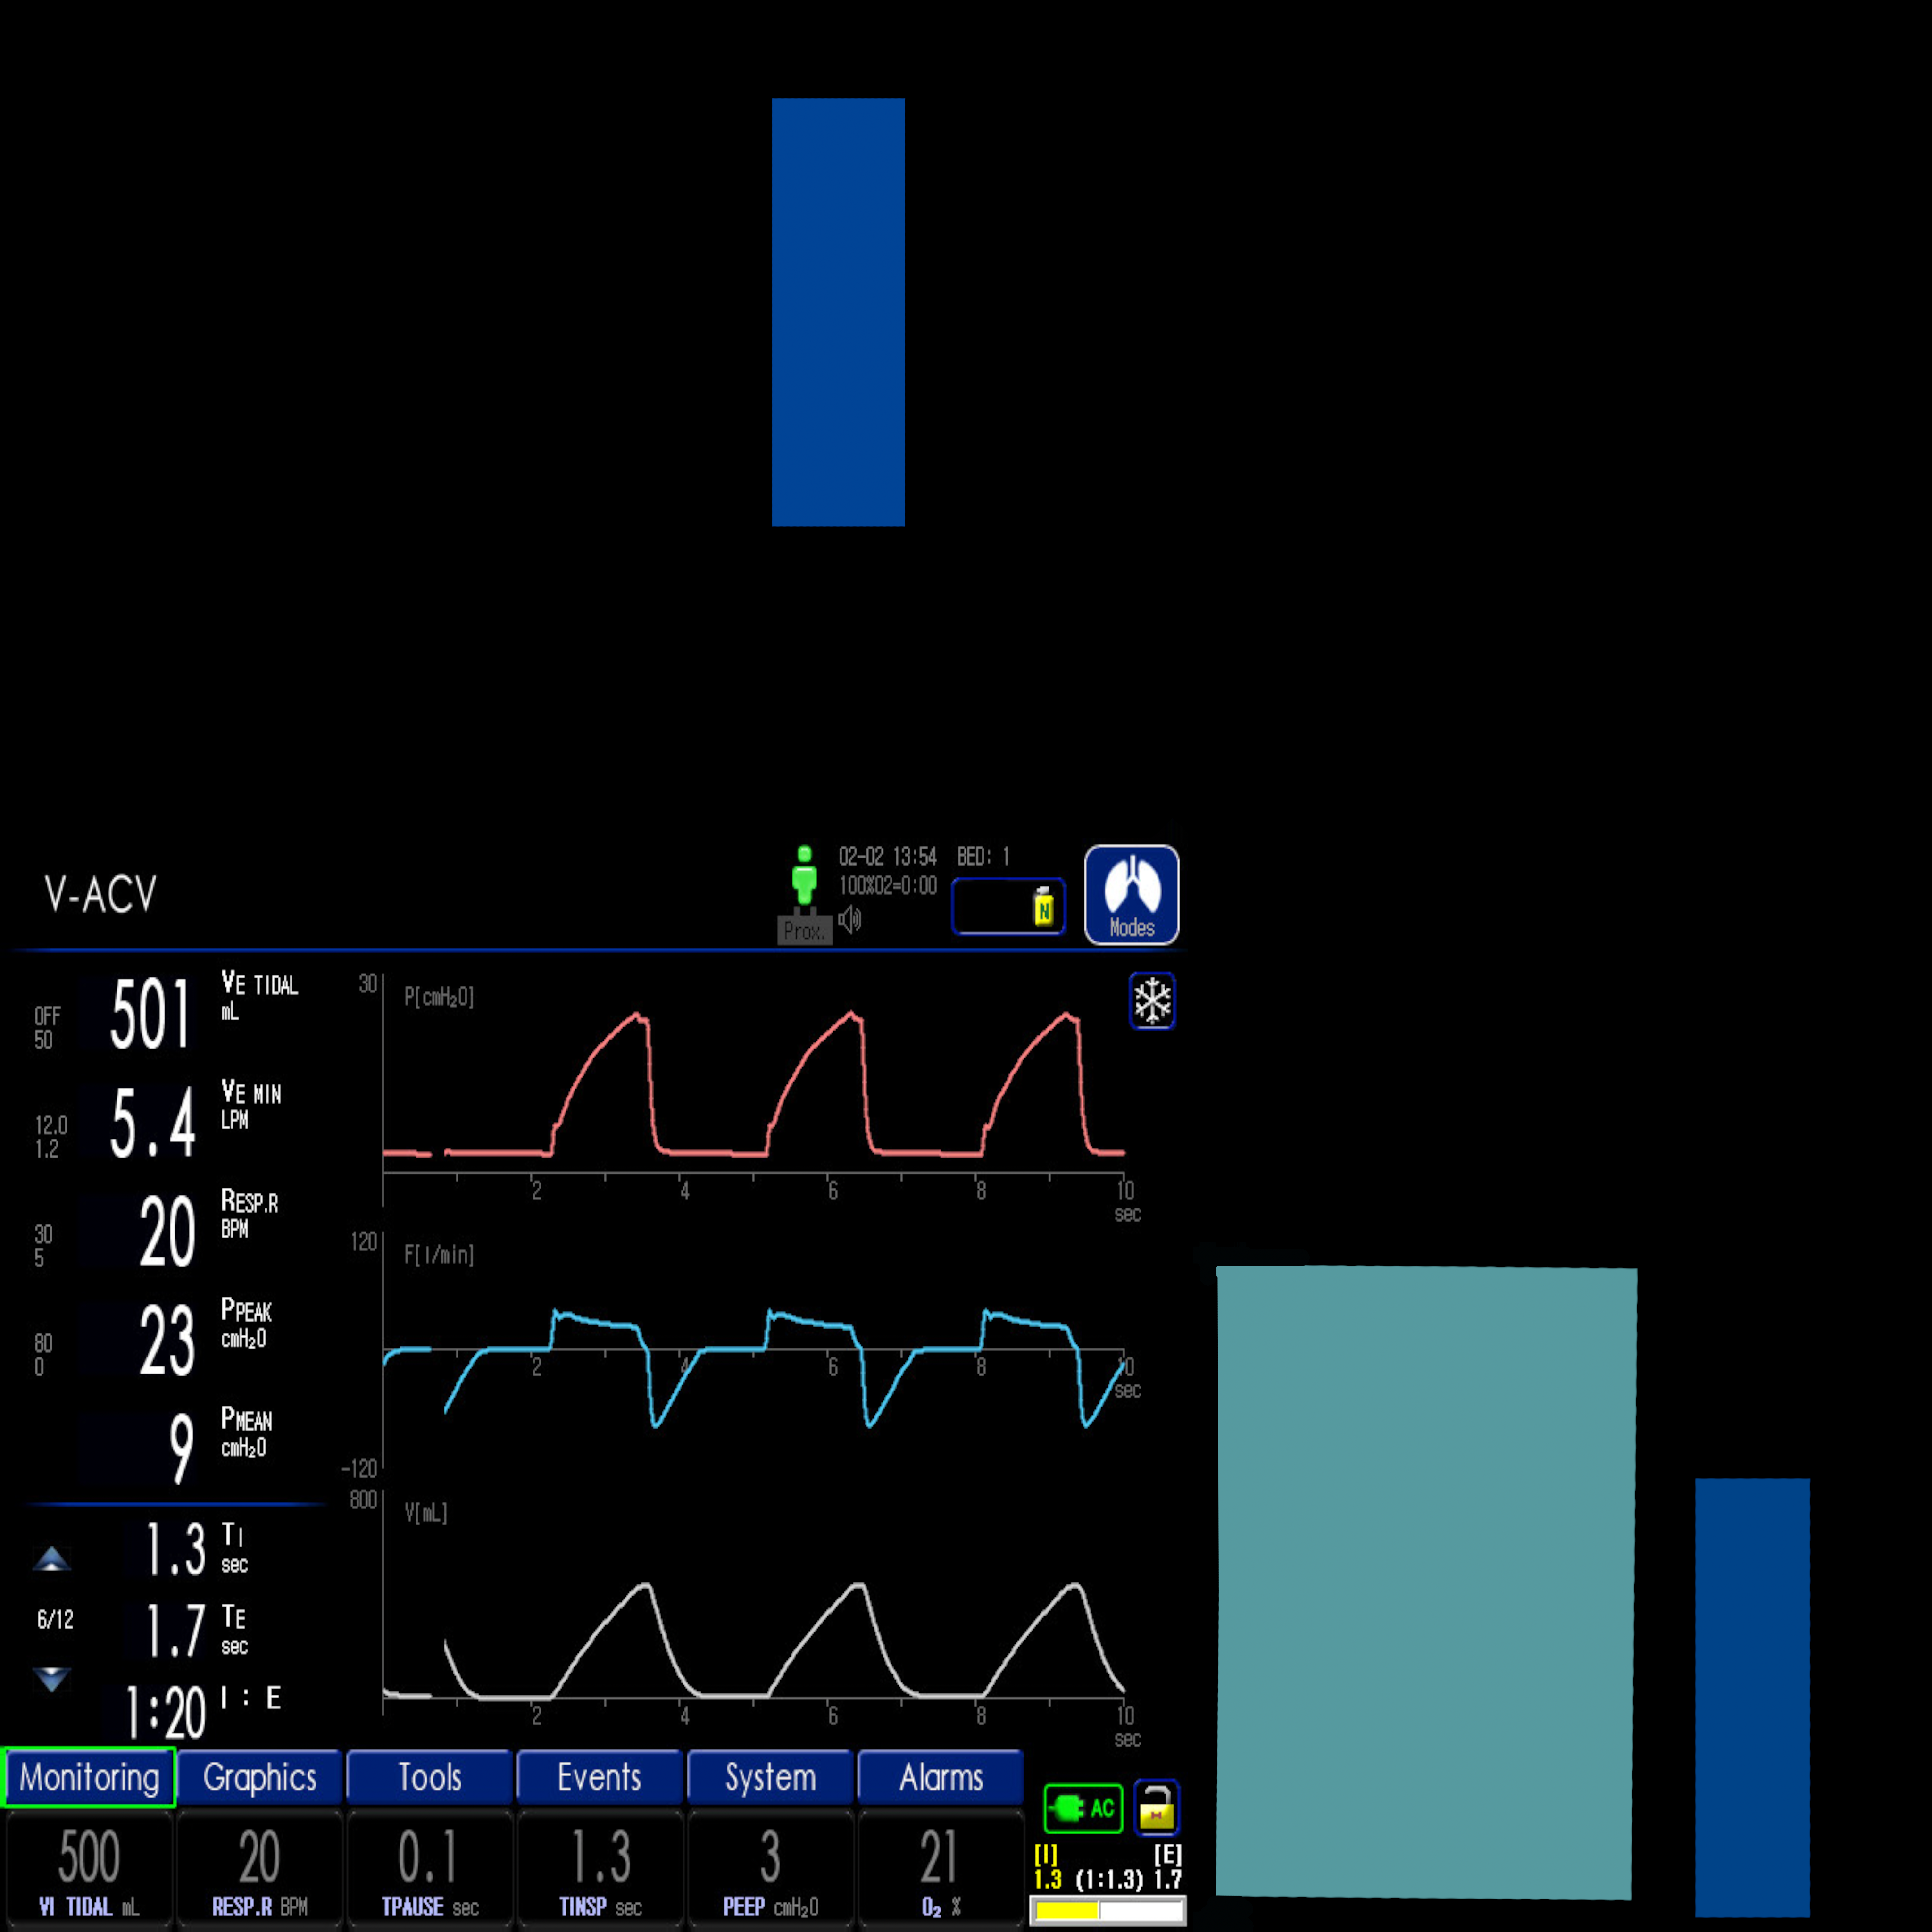 V-ACV
02-02 13:54 BED: 1
100%O2=0:00
Prox.
N
Modes
OFF
50
501
VE TIDAL
mL
12.0
1.2
5.4
VE MIN
LPM
30
5
20
RESP.R
BPM
80
0
23
PPEAK
cmH₂O
9
PMEAN
cmH₂O
1.3
TI
sec
6/12
1.7
TE
sec
1:20
I : E
30
P[cmH₂O]
2 4 6 8 10
sec
120
F[l/min]
2 4 6 8 10
sec
-120
800
V[mL]
2 4 6 8 10
sec
Monitoring Graphics Tools Events System Alarms
AC
500
VI TIDAL mL
20
RESP.R BPM
0.1
TPAUSE sec
1.3
TINSP sec
3
PEEP cmH₂O
21
O₂ %
[I] [E]
1.3 (1:1.3) 1.7